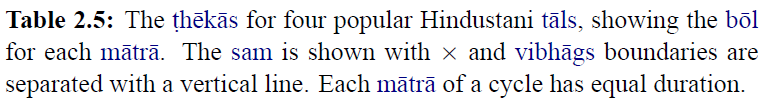 Table 2.5: The ṭhēkās for four popular Hindustani tāls, showing the bōl
for each mātrā. The sam is shown with × and vibhāgs boundaries are
separated with a vertical line. Each mātrā of a cycle has equal duration.